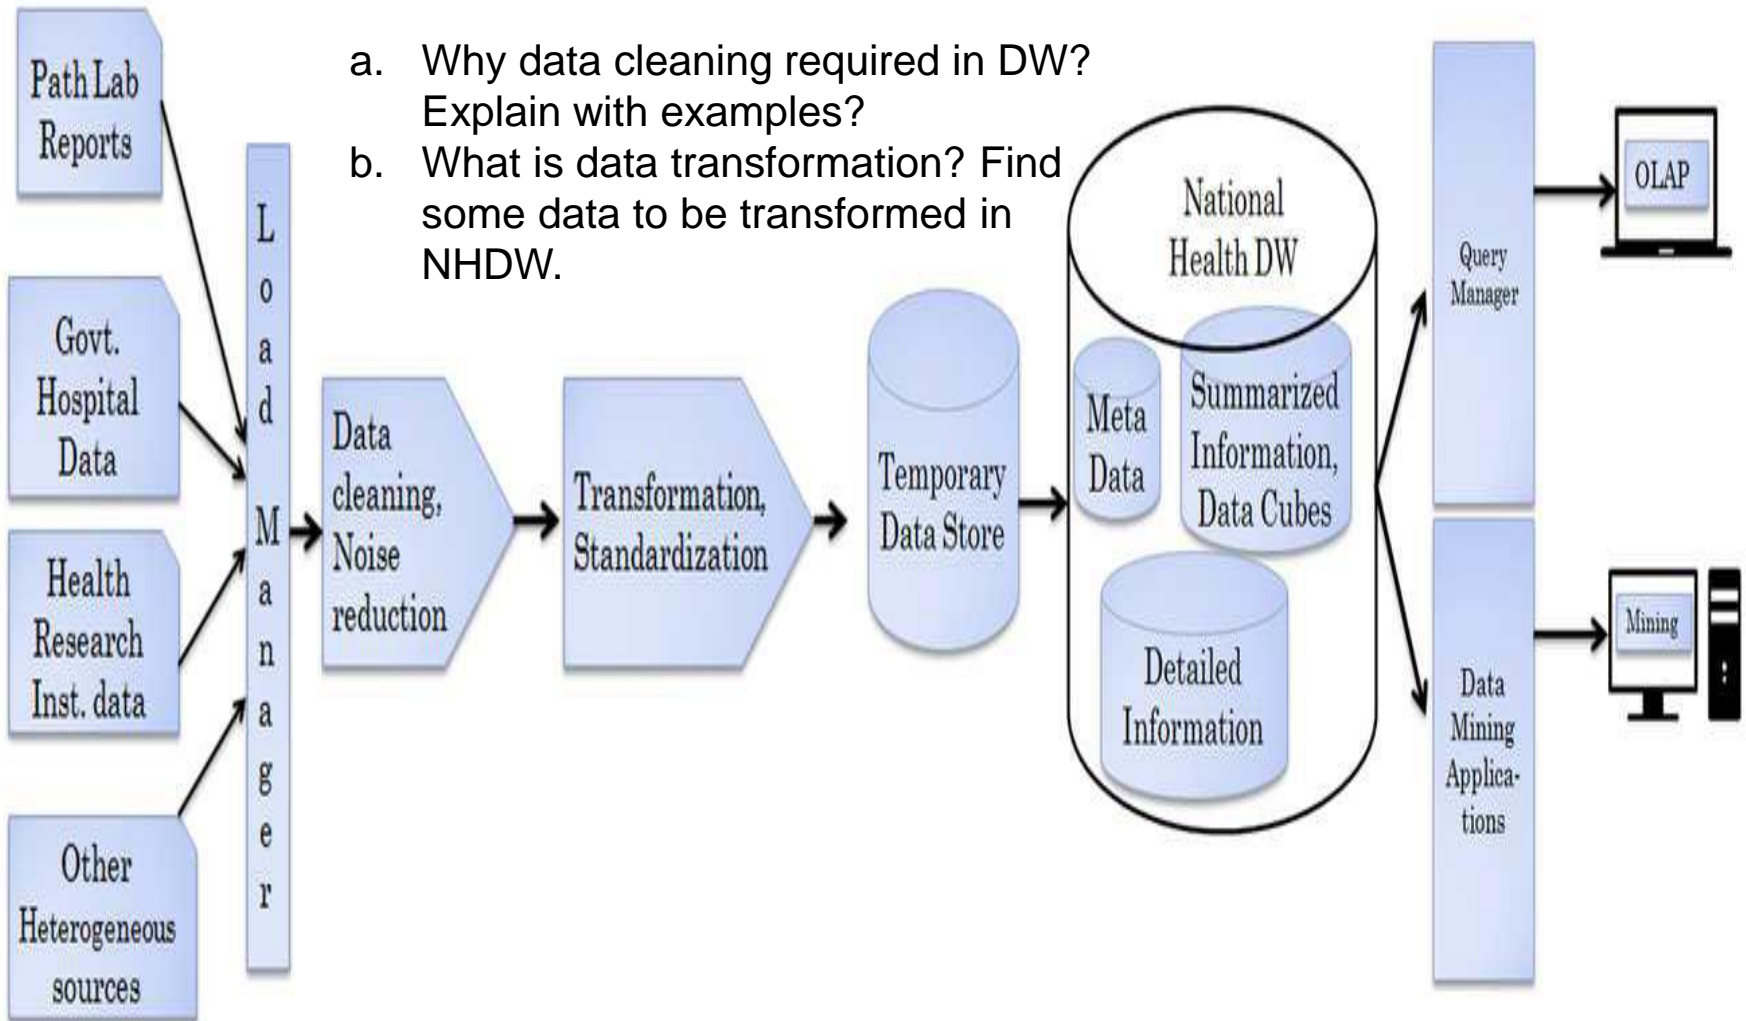 a. Why data cleaning required in DW?
Explain with examples?
b. What is data transformation? Find
some data to be transformed in
NHDW.
Path Lab
Reports
Govt.
Hospital
Data
Health
Research
Inst. data
Other
Heterogeneous
sources
Load Manager
Data
cleaning,
Noise
reduction
Transformation,
Standardization
Temporary
Data Store
National
Health DW
Meta
Data
Summarized
Information,
Data Cubes
Detailed
Information
Query
Manager
Data
Mining
Applica-
tions
OLAP
Mining